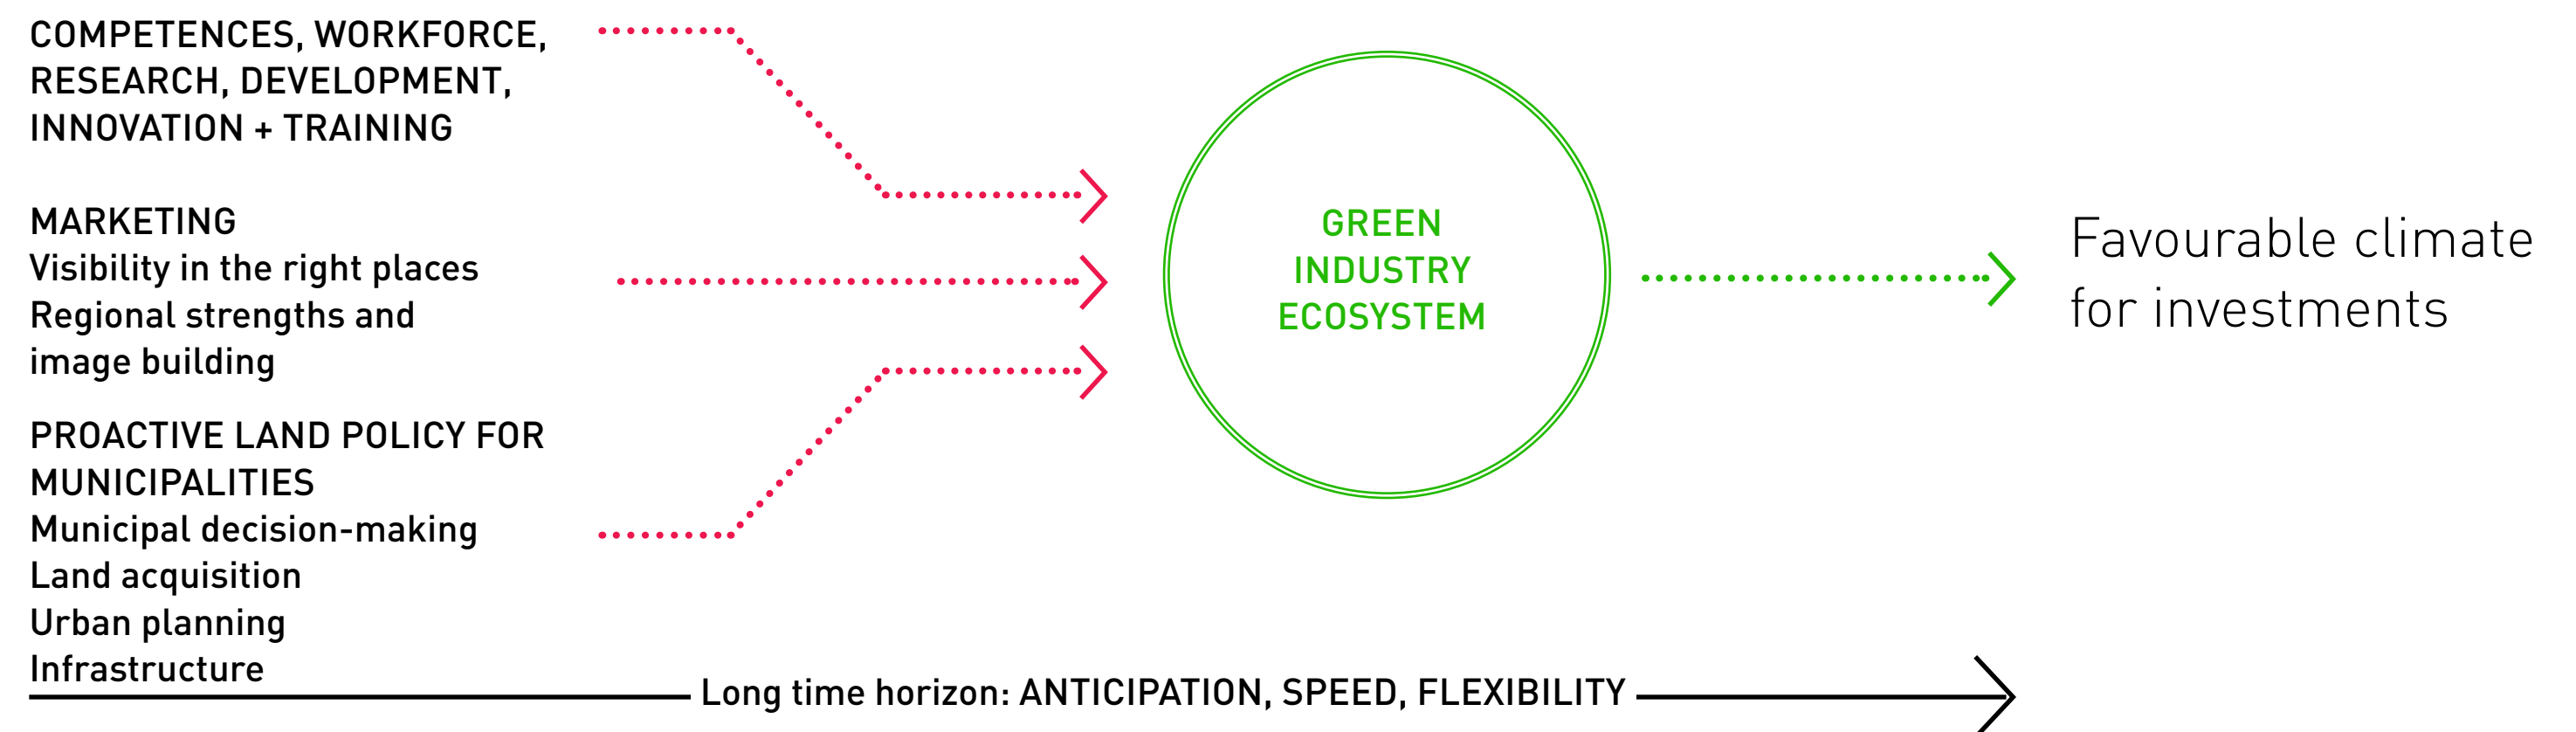 COMPETENCES, WORKFORCE,
RESEARCH, DEVELOPMENT,
INNOVATION + TRAINING
MARKETING
Visibility in the right places
Regional strengths and
image building
PROACTIVE LAND POLICY FOR
MUNICIPALITIES
Municipal decision-making
Land acquisition
Urban planning
Infrastructure
GREEN
INDUSTRY
ECOSYSTEM
Favourable climate
for investments
Long time horizon: ANTICIPATION, SPEED, FLEXIBILITY